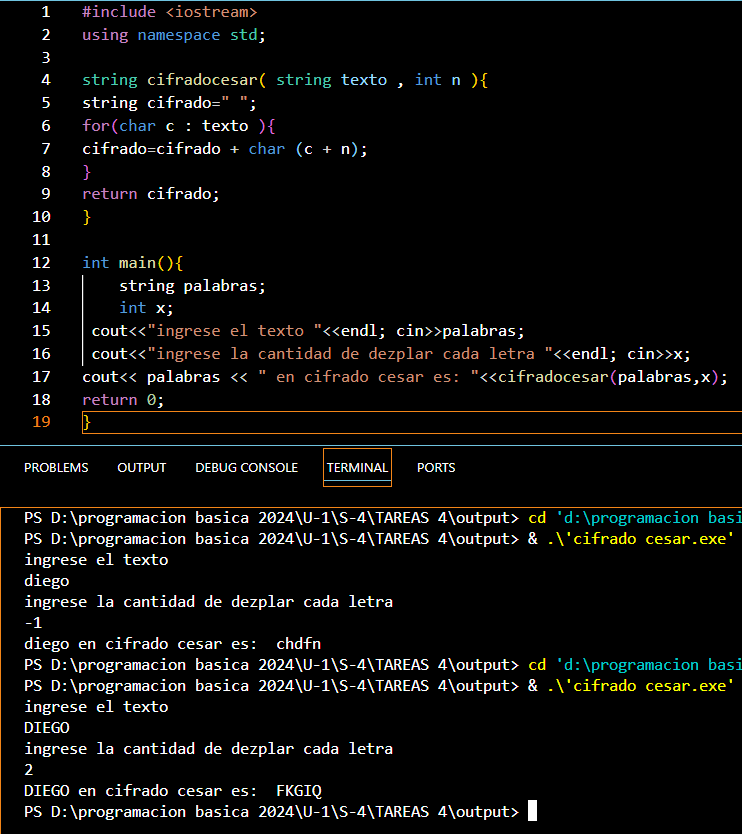 1 #include <iostream>
2 using namespace std;
3
4 string cifradocesar( string texto , int n ){
5 string cifrado=" ";
6 for(char c : texto ){
7 cifrado=cifrado + char (c + n);
8 }
9 return cifrado;
10 }
11
12 int main(){
13 string palabras;
14 int x;
15 cout<<"ingrese el texto "<<endl; cin>>palabras;
16 cout<<"ingrese la cantidad de dezplar cada letra "<<endl; cin>>x;
17 cout<< palabras << " en cifrado cesar es: "<<cifradocesar(palabras,x);
18 return 0;
19 }
PROBLEMS OUTPUT DEBUG CONSOLE TERMINAL PORTS
PS D:\programacion basica 2024\U-1\S-4\TAREAS 4\output> cd 'd:\programacion basi
PS D:\programacion basica 2024\U-1\S-4\TAREAS 4\output> & .\'cifrado cesar.exe'
ingrese el texto
diego
ingrese la cantidad de dezplar cada letra
-1
diego en cifrado cesar es:  chdfn
PS D:\programacion basica 2024\U-1\S-4\TAREAS 4\output> cd 'd:\programacion basi
PS D:\programacion basica 2024\U-1\S-4\TAREAS 4\output> & .\'cifrado cesar.exe'
ingrese el texto
DIEGO
ingrese la cantidad de dezplar cada letra
2
DIEGO en cifrado cesar es:  FKGIQ
PS D:\programacion basica 2024\U-1\S-4\TAREAS 4\output>